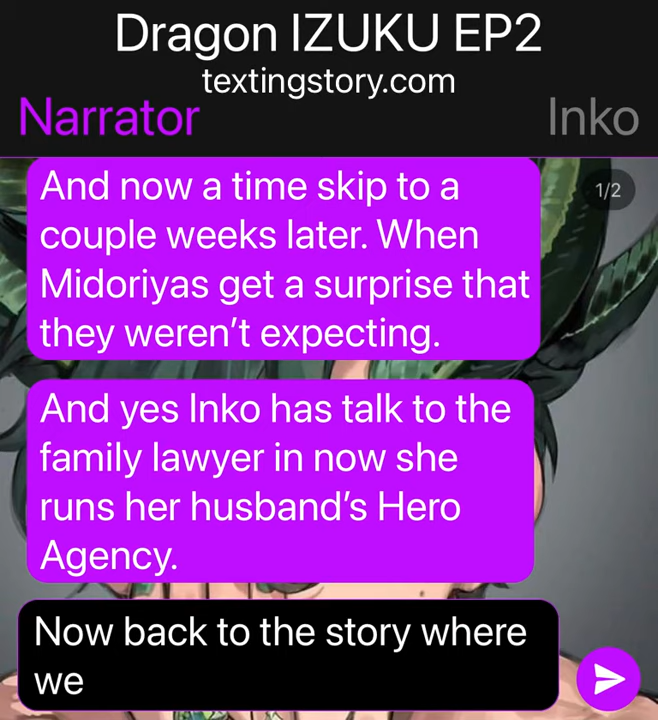 Dragon IZUKU EP2
textingstory.com
Narrator
Inko
1/2
And now a time skip to a
couple weeks later. When
Midoriyas get a surprise that
they weren't expecting.
And yes Inko has talk to the
family lawyer in now she
runs her husband's Hero
Agency.
Now back to the story where
we